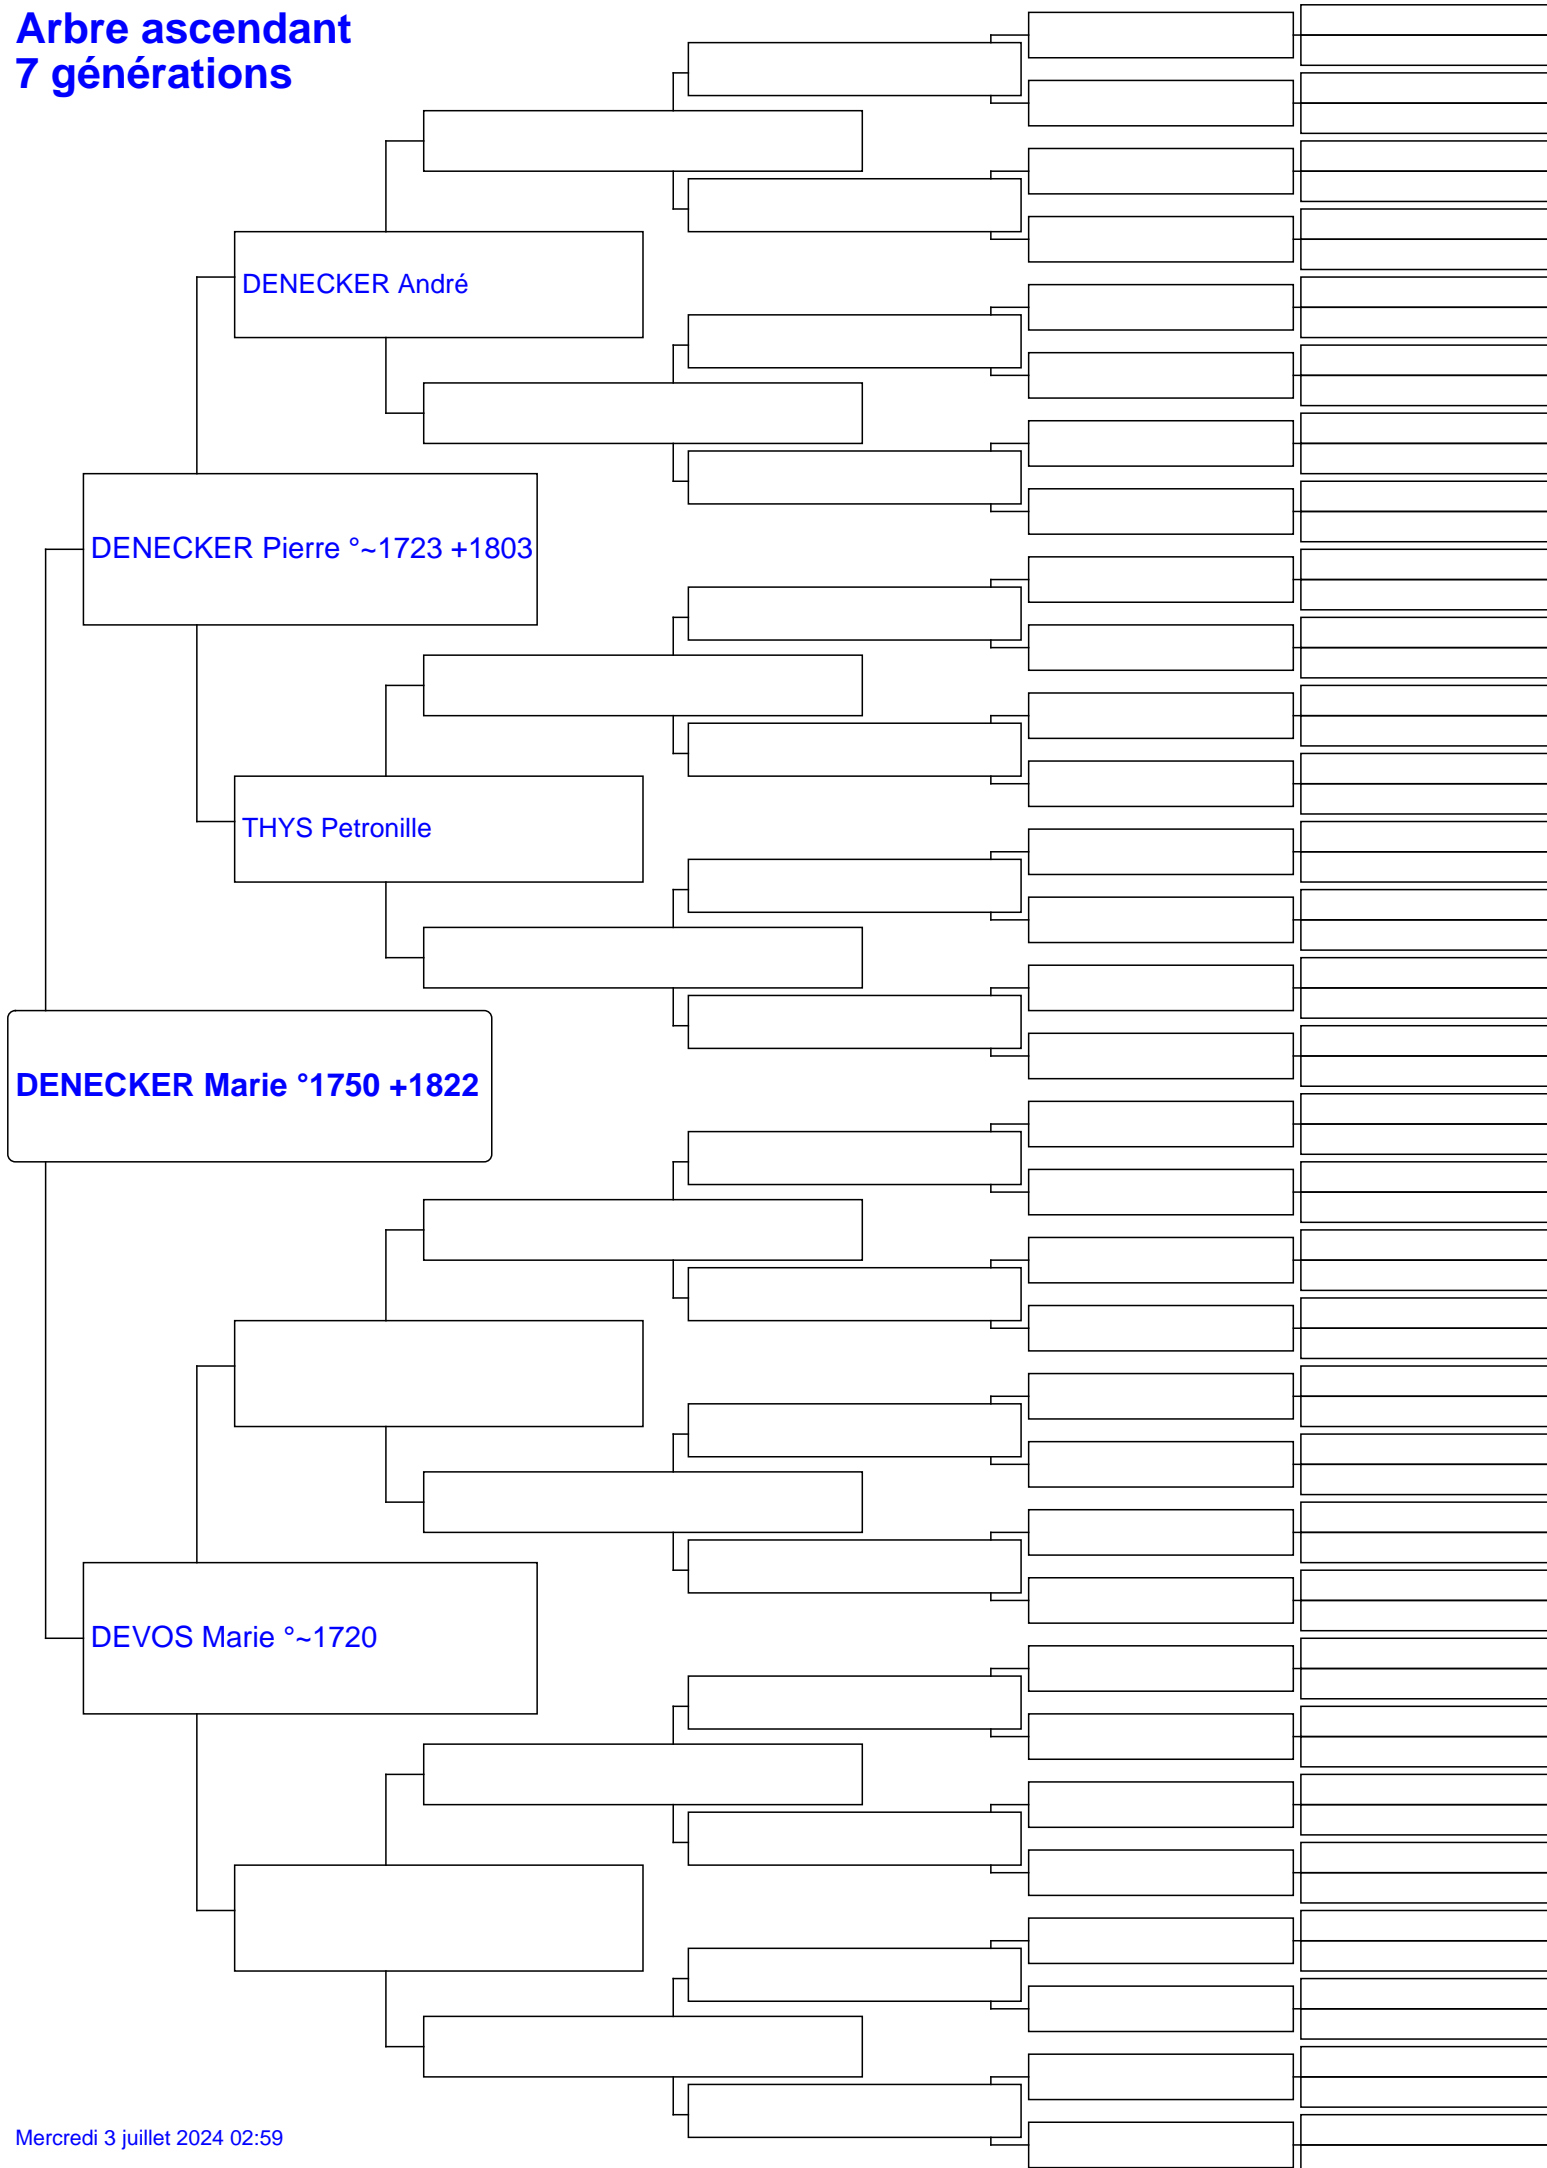 Arbre ascendant
7 générations
DENECKER André
DENECKER Pierre °~1723 +1803
THYS Petronille
DENECKER Marie °1750 +1822
DEVOS Marie °~1720
Mercredi 3 juillet 2024 02:59